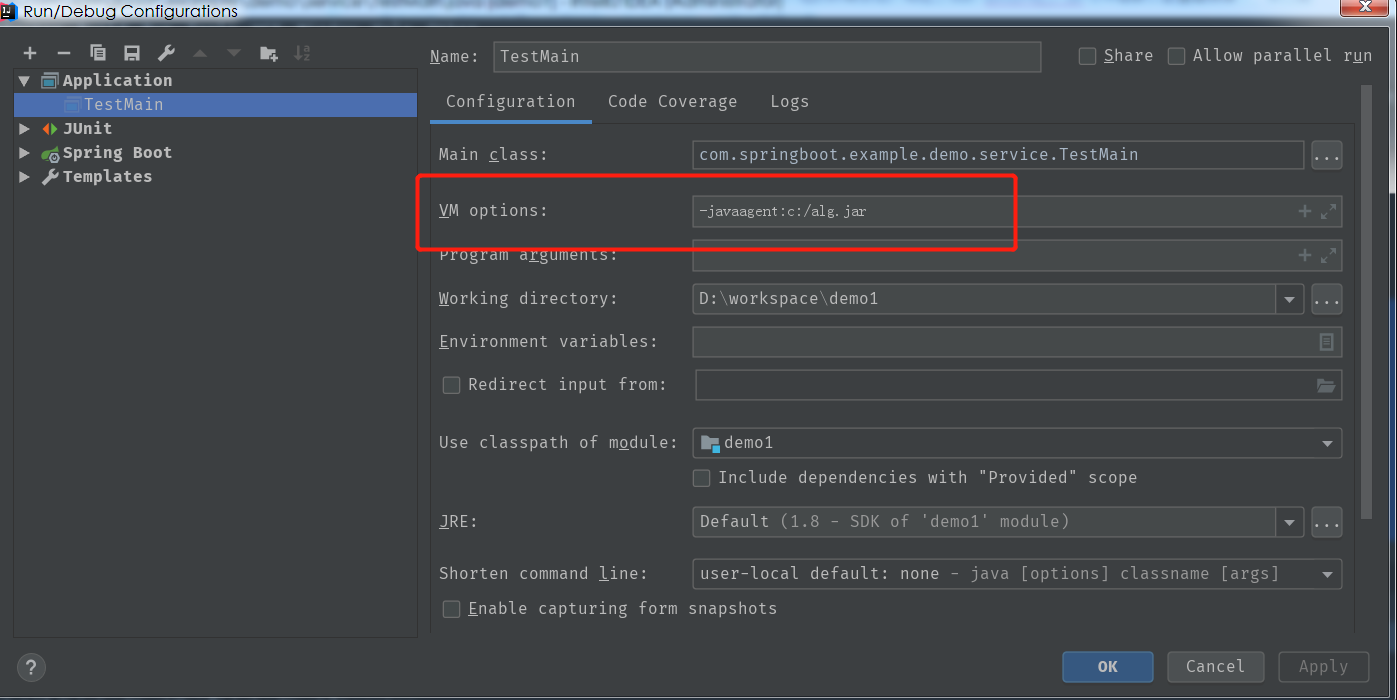 Run/Debug Configurations
Name: TestMain Share Allow parallel run
Application
TestMain
JUnit
Spring Boot
Templates
Configuration Code Coverage Logs
Main class: com.springboot.example.demo.service.TestMain ...
VM options: -javaagent:c:/alg.jar
Program arguments:
Working directory: D:\workspace\demo1 ...
Environment variables:
Redirect input from:
Use classpath of module: demo1
Include dependencies with "Provided" scope
JRE: Default (1.8 - SDK of 'demo1' module) ...
Shorten command line: user-local default: none - java [options] classname [args]
Enable capturing form snapshots
? OK Cancel Apply